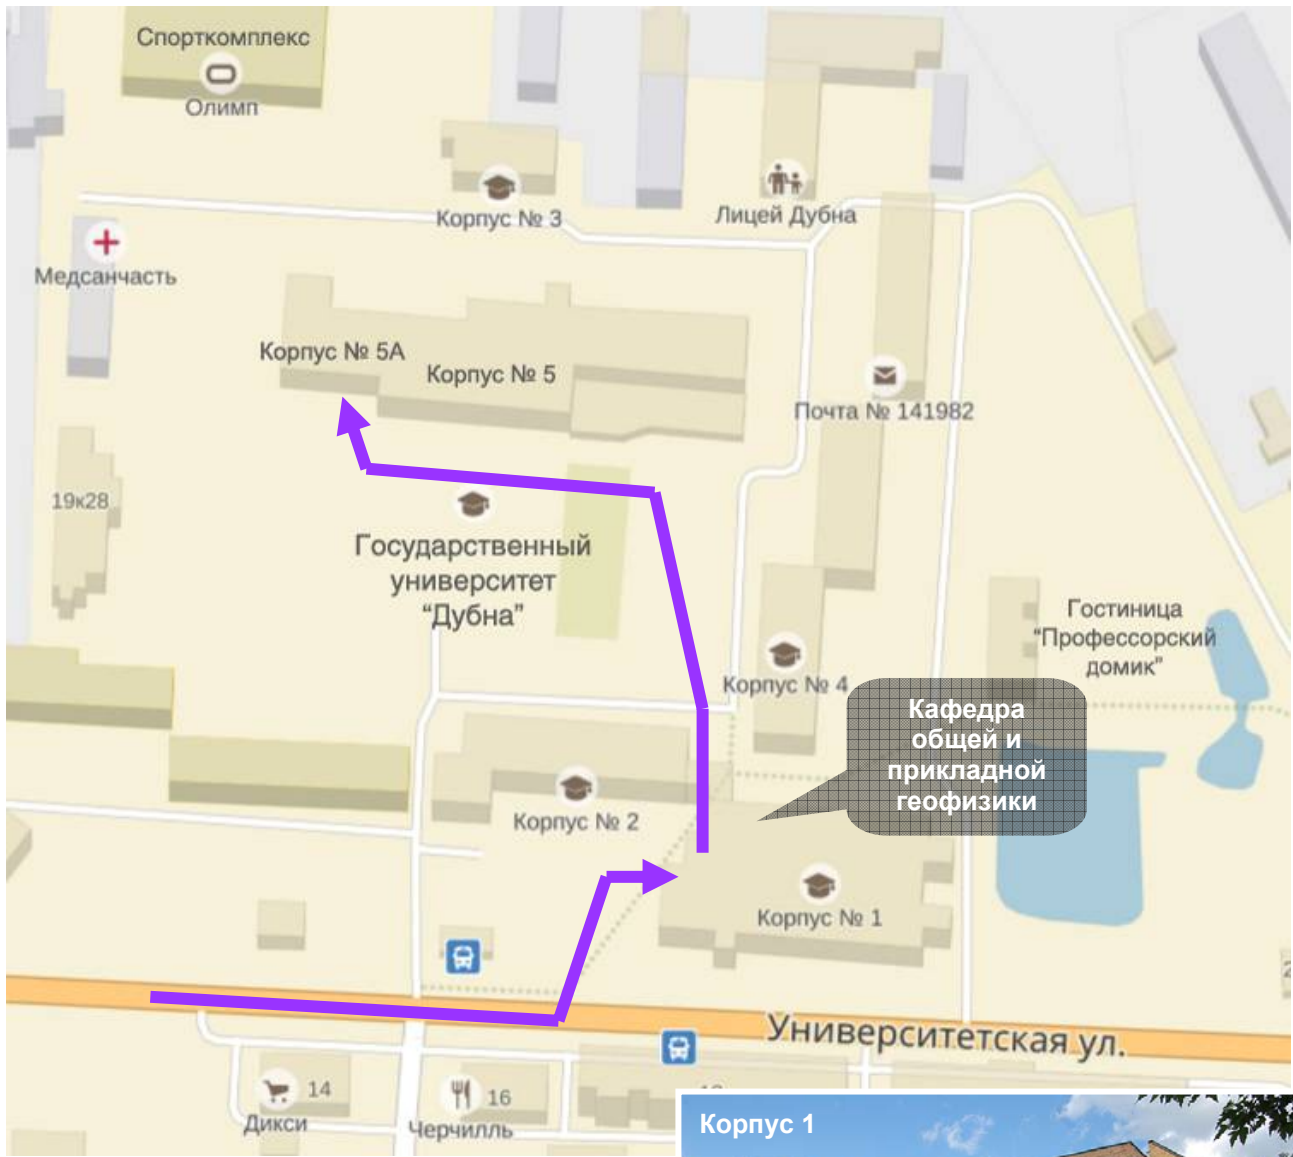 Спорткомплекс
Олимп
Корпус № 3
Лицей Дубна
Медсанчасть
Корпус № 5А
Корпус № 5
Почта № 141982
19к28
Государственный
университет
“Дубна”
Гостиница
“Профессорский
домик”
Корпус № 4
Кафедра
общей и
прикладной
геофизики
Корпус № 2
Корпус № 1
Университетская ул.
14
Дикси
16
Черчилль
Корпус 1